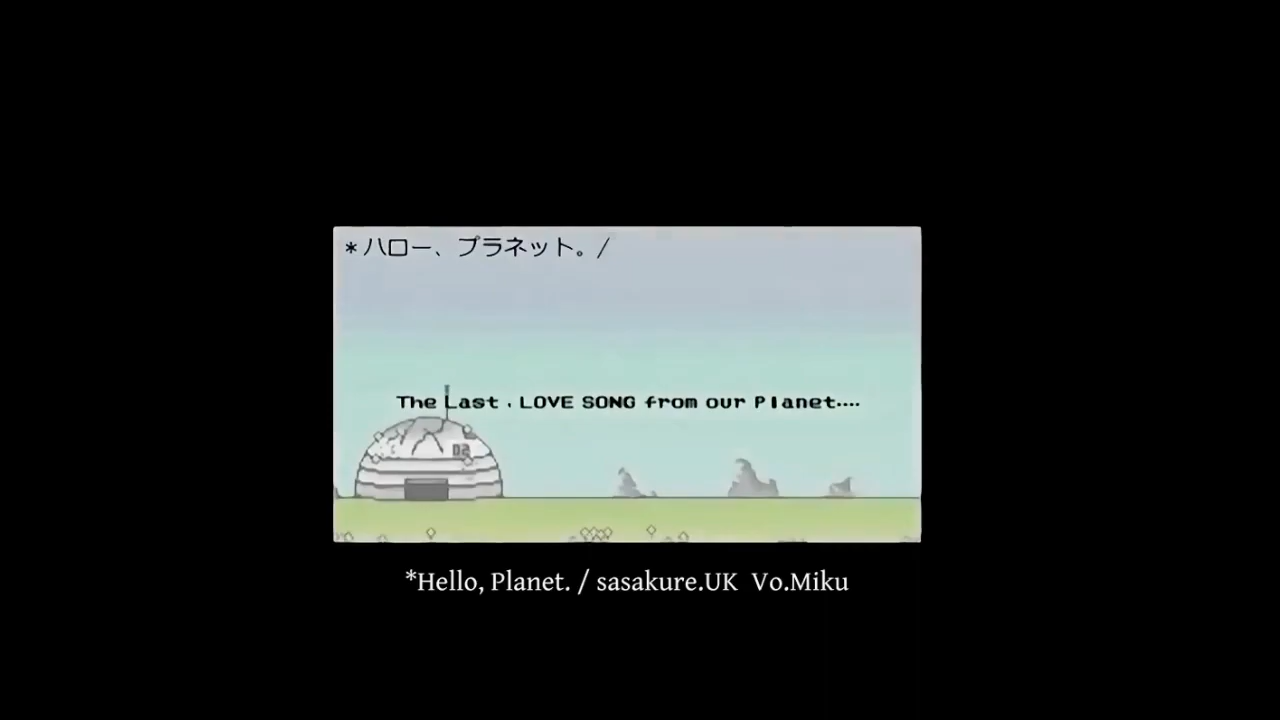 *ハロー、プラネット。/
The Last . LOVE SONG from our Planet....
02
*Hello, Planet. / sasakure.UK Vo.Miku